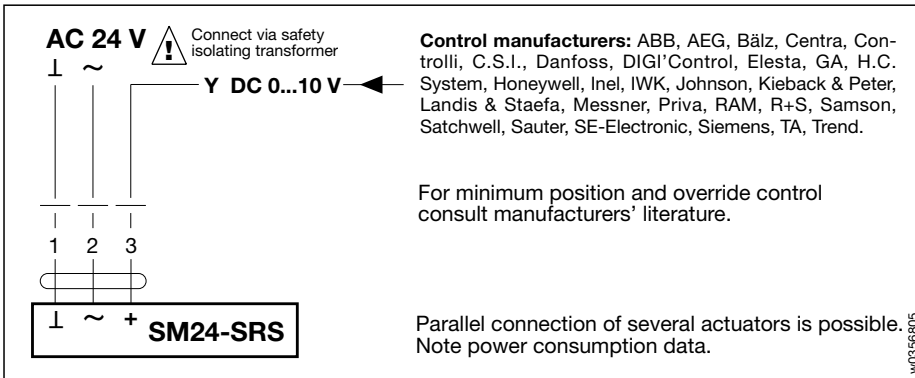 AC 24 V
Connect via safety
isolating transformer
⊥ ~
Y DC 0...10 V
Control manufacturers: ABB, AEG, Bälz, Centra, Con-
trolli, C.S.I., Danfoss, DIGI'Control, Elesta, GA, H.C.
System, Honeywell, Inel, IWK, Johnson, Kieback & Peter,
Landis & Staefa, Messner, Priva, RAM, R+S, Samson,
Satchwell, Sauter, SE-Electronic, Siemens, TA, Trend.
For minimum position and override control
consult manufacturers' literature.
1 2 3
⊥ ~ +
SM24-SRS
Parallel connection of several actuators is possible.
Note power consumption data.
w0356805